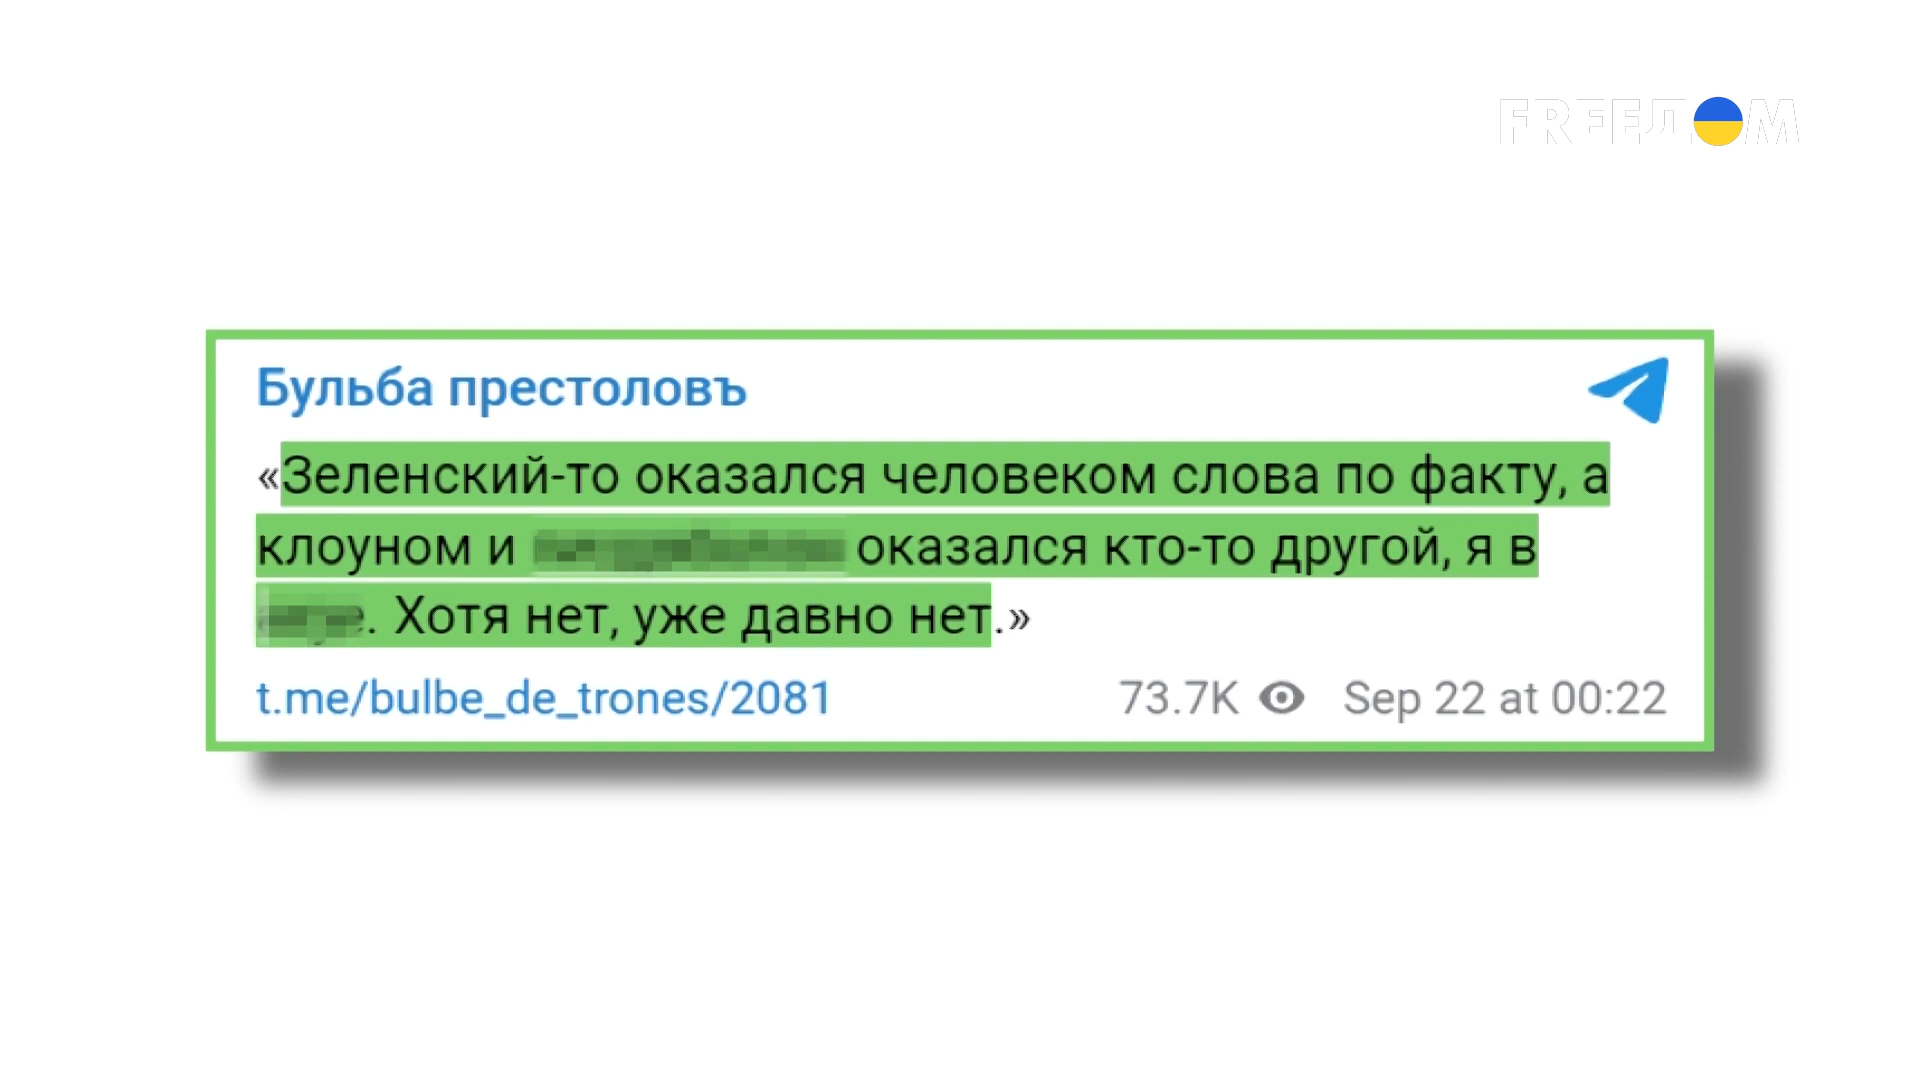 FREEДOM
Бульба престоловъ
«Зеленский-то оказался человеком слова по факту, а
клоуном и оказался кто-то другой, я в
. Хотя нет, уже давно нет.»
t.me/bulbe_de_trones/2081 73.7K Sep 22 at 00:22